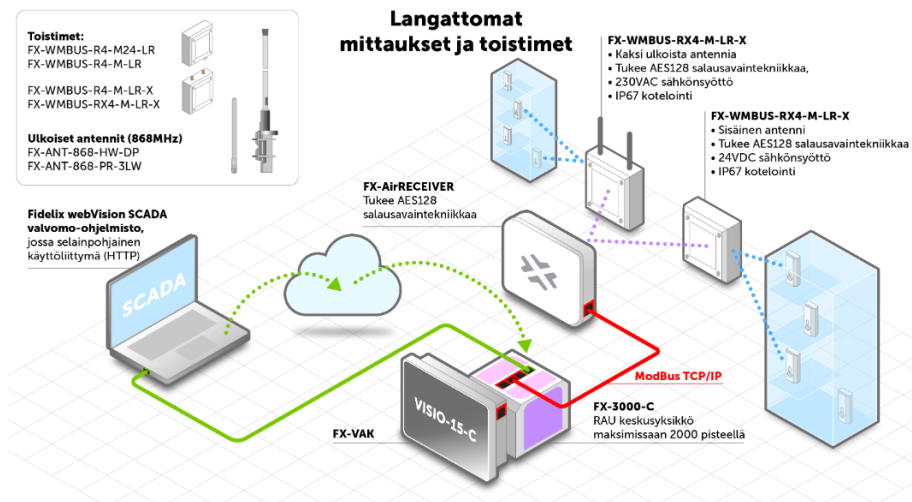 Langattomat
mittaukset ja toistimet
Toistimet:
FX-WMBUS-R4-M24-LR
FX-WMBUS-R4-M-LR
FX-WMBUS-R4-M-LR-X
FX-WMBUS-RX4-M-LR-X
Ulkoiset antennit (868MHz)
FX-ANT-868-HW-DP
FX-ANT-868-PR-3LW
FX-WMBUS-RX4-M-LR-X
• Kaksi ulkoista antennia
• Tukee AES128 salausavaintekniikkaa,
• 230VAC sähkönsyöttö
• IP67 kotelointi
FX-WMBUS-RX4-M-LR-X
• Sisäinen antenni
• Tukee AES128 salausavaintekniikkaa
• 24VDC sähkönsyöttö
• IP67 kotelointi
FX-AirRECEIVER
Tukee AES128
salausavaintekniikkaa
Fidelix webVision SCADA
valvomo-ohjelmisto,
jossa selainpohjainen
käyttöliittymä (HTTP)
SCADA
ModBus TCP/IP
VISIO-15-C
FX-VAK
FX-3000-C
RAU keskusyksikkö
maksimissaan 2000 pisteellä